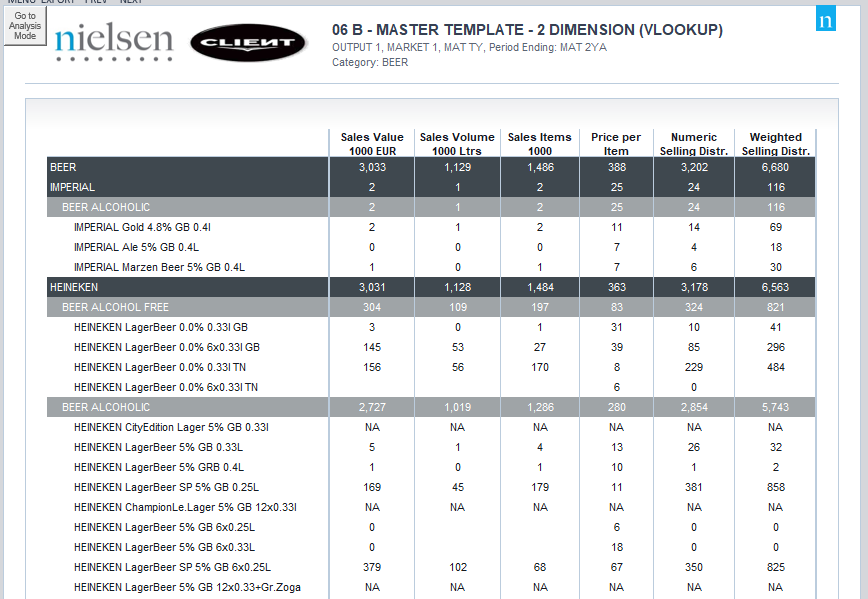 MENU EXPORT PREV NEXT
Go to
Analysis
Mode
nielsen
CLIENT
06 B - MASTER TEMPLATE - 2 DIMENSION (VLOOKUP)
OUTPUT 1, MARKET 1, MAT TY, Period Ending: MAT 2YA
Category: BEER
n
Sales Value Sales Volume Sales Items Price per Numeric Weighted
1000 EUR 1000 Ltrs 1000 Item Selling Distr. Selling Distr.
BEER 3,033 1,129 1,486 388 3,202 6,680
IMPERIAL 2 1 2 25 24 116
BEER ALCOHOLIC 2 1 2 25 24 116
IMPERIAL Gold 4.8% GB 0.4l 2 1 2 11 14 69
IMPERIAL Ale 5% GB 0.4L 0 0 0 7 4 18
IMPERIAL Marzen Beer 5% GB 0.4L 1 0 1 7 6 30
HEINEKEN 3,031 1,128 1,484 363 3,178 6,563
BEER ALCOHOL FREE 304 109 197 83 324 821
HEINEKEN LagerBeer 0.0% 0.33l GB 3 0 1 31 10 41
HEINEKEN LagerBeer 0.0% 6x0.33l GB 145 53 27 39 85 296
HEINEKEN LagerBeer 0.0% 0.33l TN 156 56 170 8 229 484
HEINEKEN LagerBeer 0.0% 6x0.33l TN 6 0
BEER ALCOHOLIC 2,727 1,019 1,286 280 2,854 5,743
HEINEKEN CityEdition Lager 5% GB 0.33l NA NA NA NA NA NA
HEINEKEN LagerBeer 5% GB 0.33L 5 1 4 13 26 32
HEINEKEN LagerBeer 5% GRB 0.4L 1 0 1 10 1 2
HEINEKEN LagerBeer SP 5% GB 0.25L 169 45 179 11 381 858
HEINEKEN ChampionLe.Lager 5% GB 12x0.33l NA NA NA NA NA NA
HEINEKEN LagerBeer 5% GB 6x0.25L 0 6 0 0
HEINEKEN LagerBeer 5% GB 6x0.33L 0 18 0 0
HEINEKEN LagerBeer SP 5% GB 6x0.25L 379 102 68 67 350 825
HEINEKEN LagerBeer 5% GB 12x0.33+Gr.Zoga NA NA NA NA NA NA